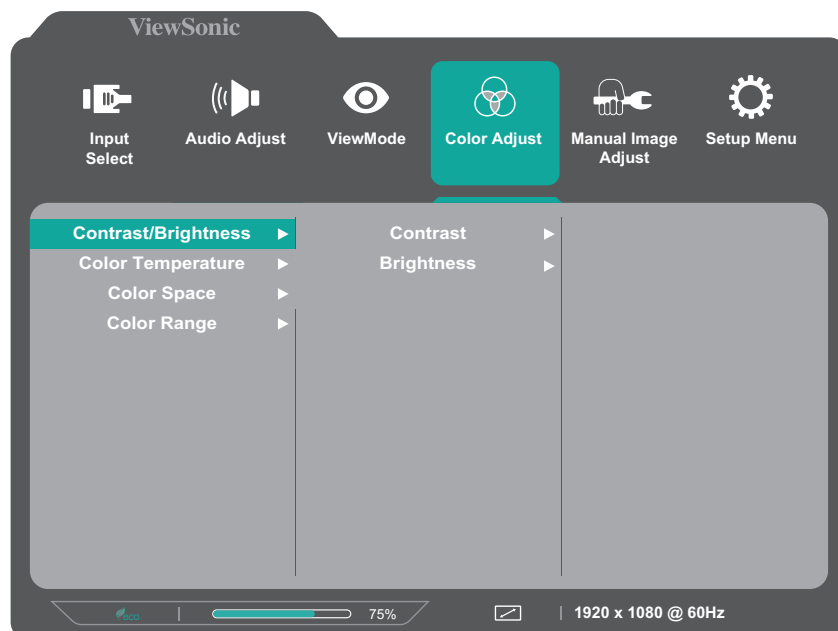 ViewSonic
Input
Select
Audio Adjust
ViewMode
Color Adjust
Manual Image
Adjust
Setup Menu
Contrast/Brightness
Color Temperature
Color Space
Color Range
Contrast
Brightness
eco
75%
1920 x 1080 @ 60Hz